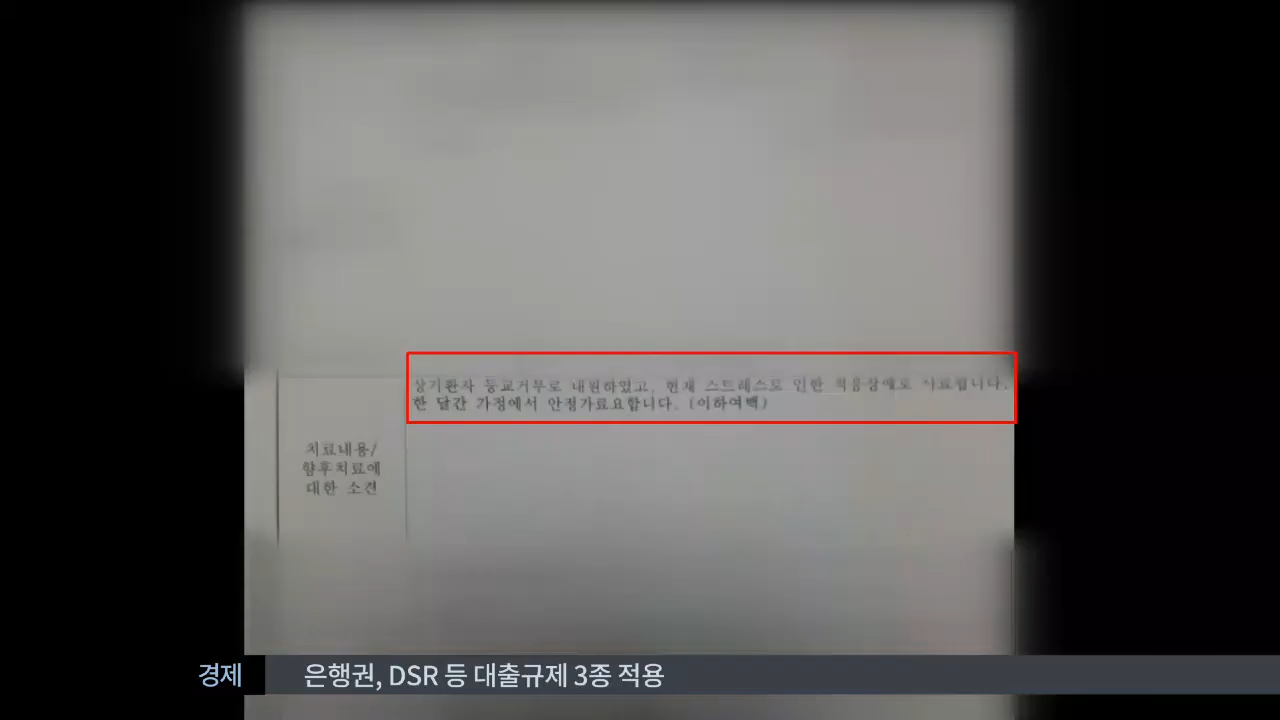 상기환자 등교거부로 내원하였고, 현재 스트레스로 인한 적응장애로 사료됩니다.
한 달간 가정에서 안정가료요합니다. (이하여백)
치료내용/
향후치료에
대한 소견
경제 은행권, DSR 등 대출규제 3종 적용